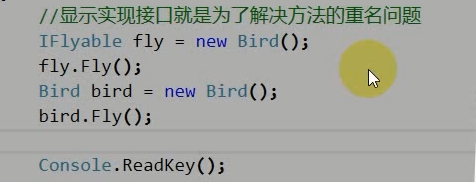 //显示实现接口就是为了解决方法的重名问题
IFlyable fly = new Bird();
fly.Fly();
Bird bird = new Bird();
bird.Fly();
Console.ReadKey();